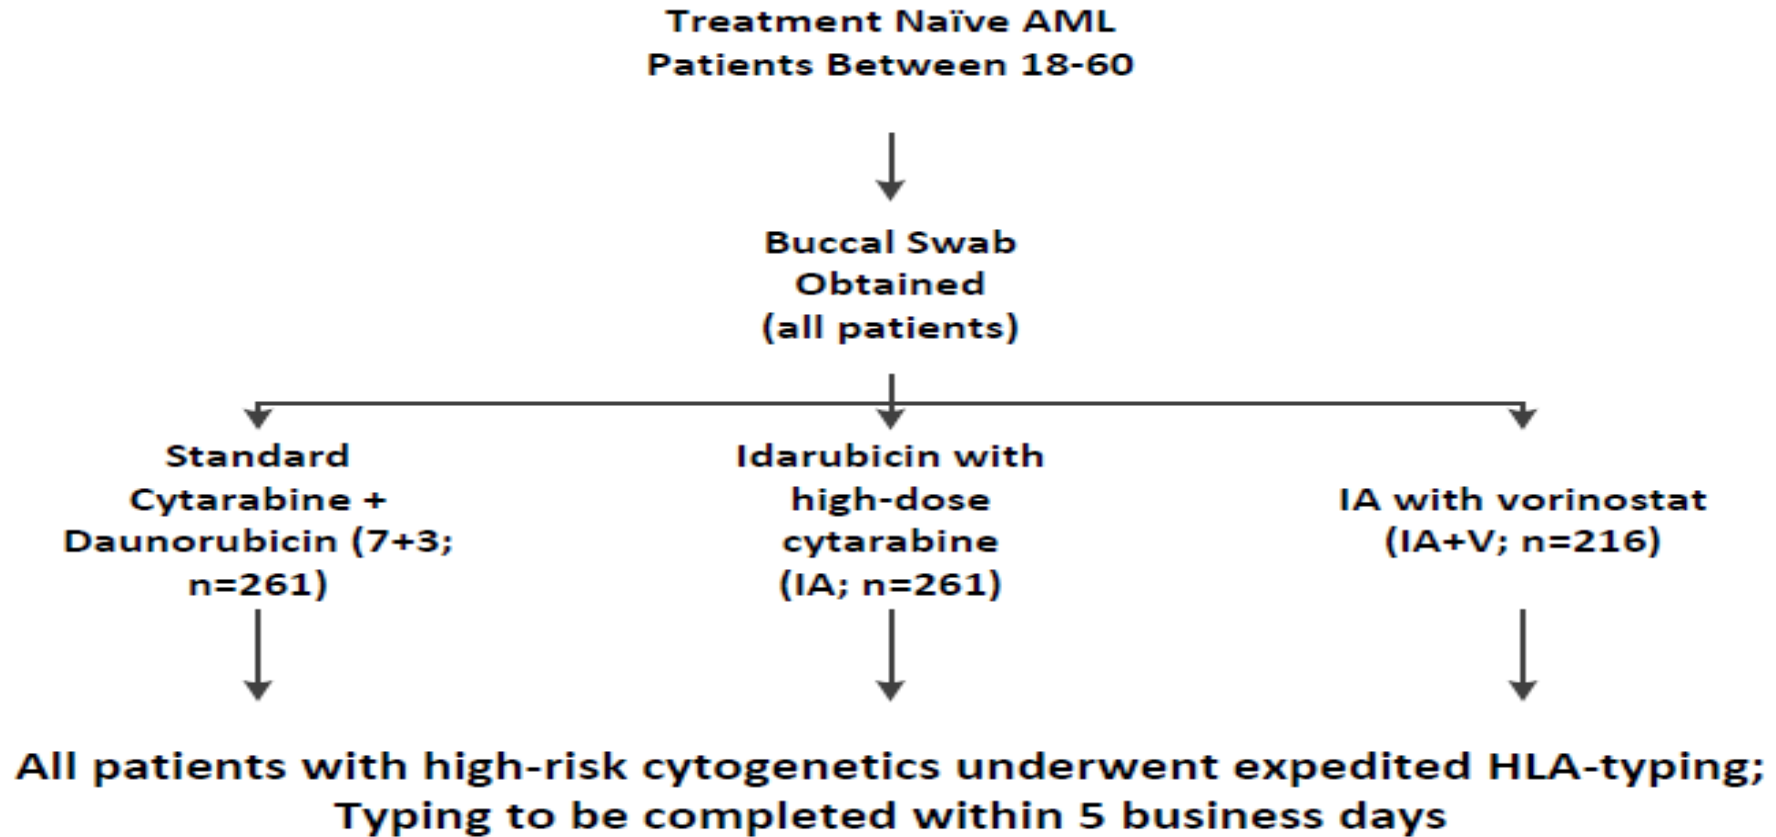 Treatment Naïve AML
Patients Between 18-60
Buccal Swab
Obtained
(all patients)
Standard
Cytarabine +
Daunorubicin (7+3;
n=261)
Idarubicin with
high-dose
cytarabine
(IA; n=261)
IA with vorinostat
(IA+V; n=216)
All patients with high-risk cytogenetics underwent expedited HLA-typing;
Typing to be completed within 5 business days